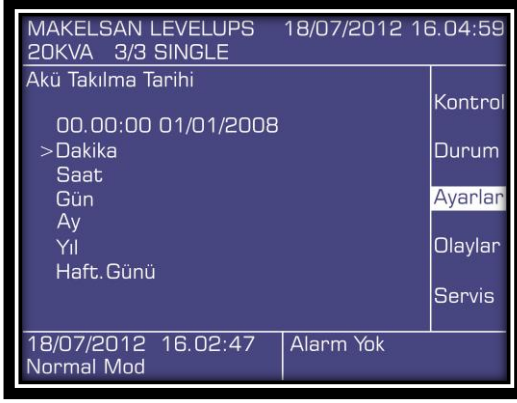 MAKELSAN LEVELUPS 18/07/2012 16.04:59
20KVA 3/3 SINGLE
Akü Takılma Tarihi
00.00:00 01/01/2008
>Dakika
Saat
Gün
Ay
Yıl
Haft.Günü
Kontrol
Durum
Ayarlar
Olaylar
Servis
18/07/2012 16.02:47
Normal Mod
Alarm Yok